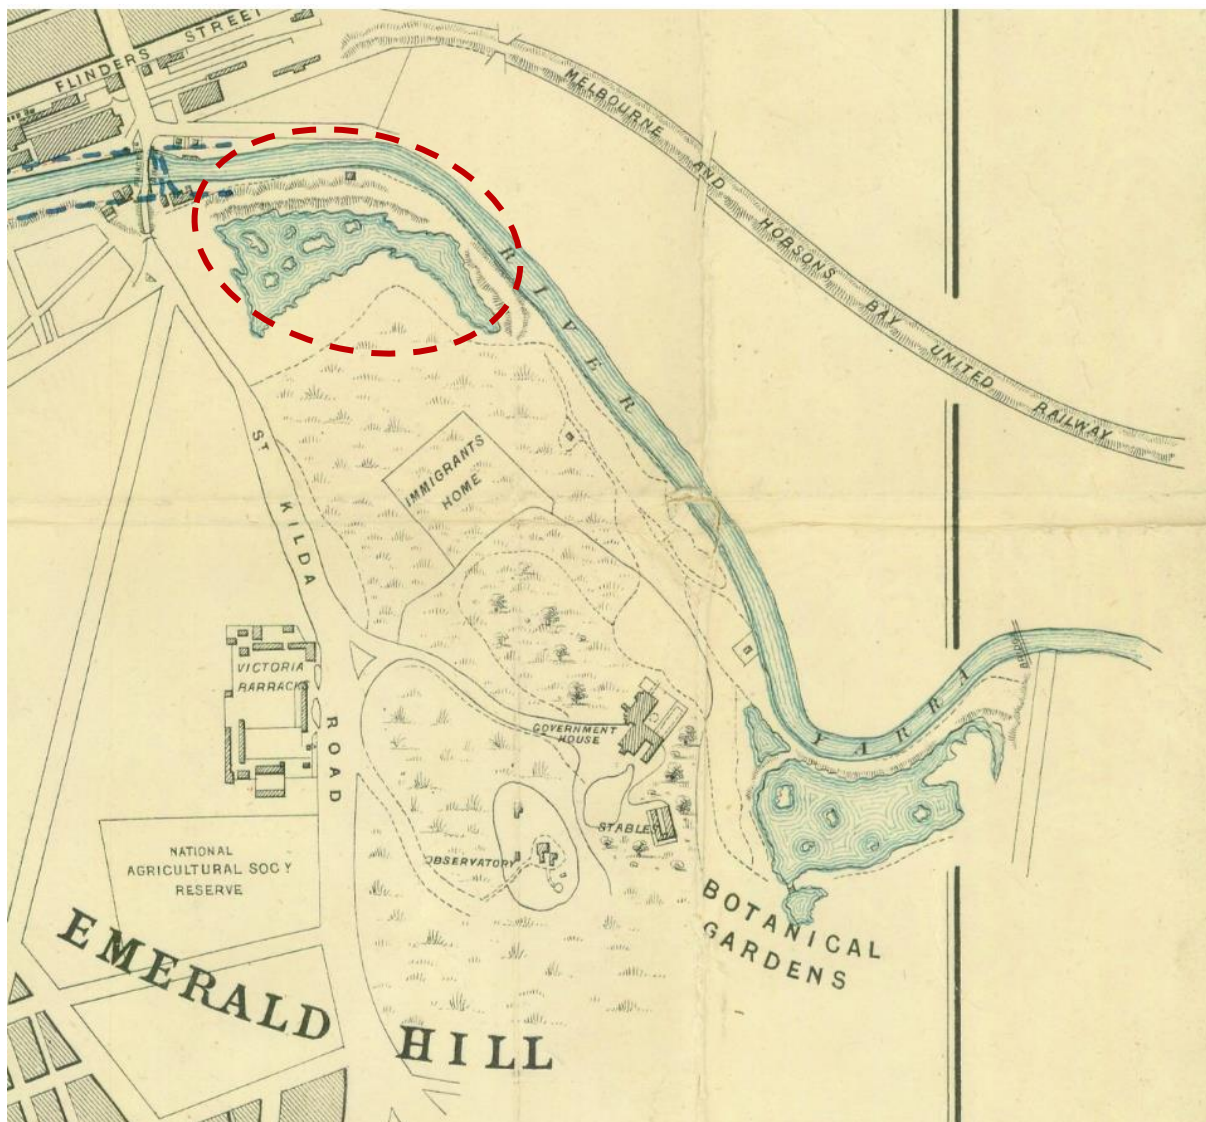 FLINDERS STREET
MELBOURNE AND HOBSONS BAY UNITED RAILWAY
RIVER
ST KILDA ROAD
IMMIGRANTS
HOME
VICTORIA
BARRACKS
GOVERNMENT
HOUSE
YARRA
STABLES
OBSERVATORY
NATIONAL
AGRICULTURAL SOCY
RESERVE
BOTANICAL
GARDENS
EMERALD HILL